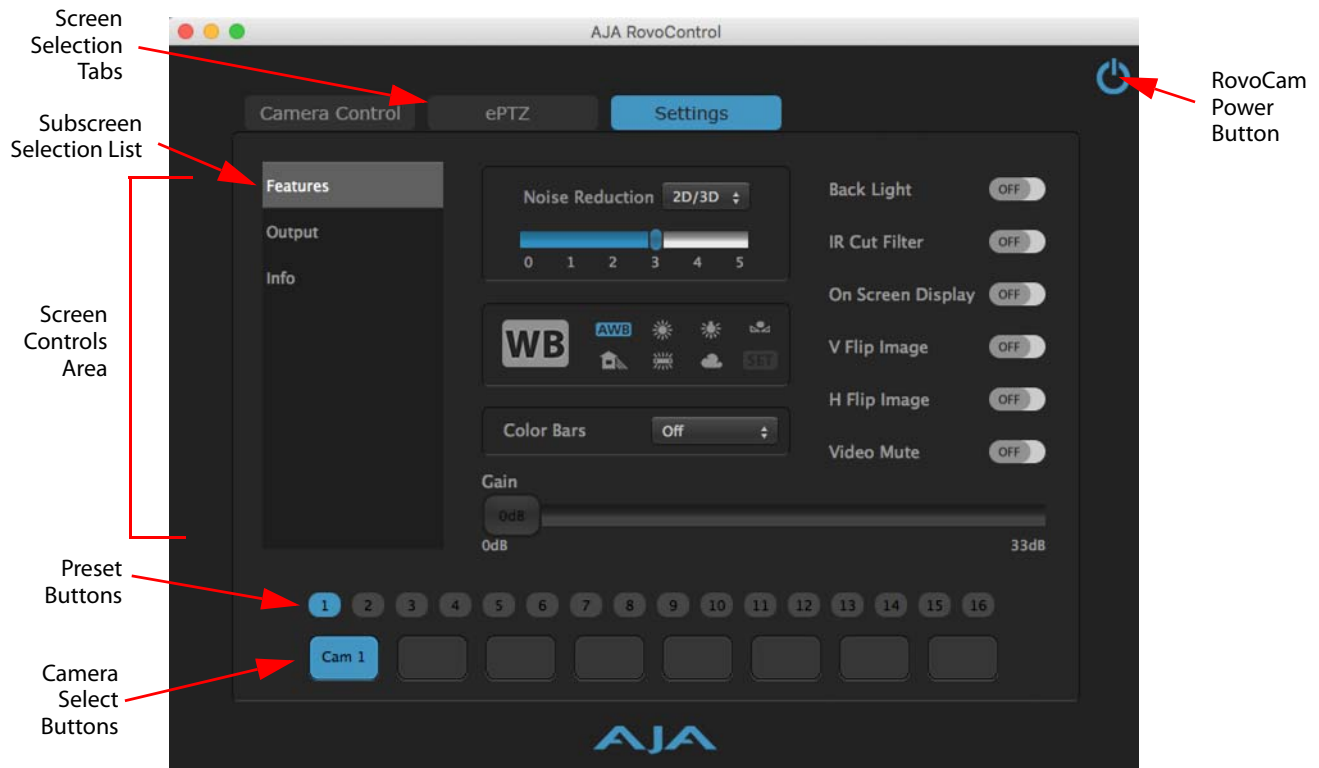 Screen
Selection
Tabs
AJA RovoControl
RovoCam
Power
Button
Camera Control
ePTZ
Settings
Subscreen
Selection List
Features
Output
Info
Noise Reduction 2D/3D
0 1 2 3 4 5
WB
AWB
SET
Color Bars Off
Back Light OFF
IR Cut Filter OFF
On Screen Display OFF
V Flip Image OFF
H Flip Image OFF
Video Mute OFF
Gain
0dB
0dB 33dB
Screen
Controls
Area
Preset
Buttons
1 2 3 4 5 6 7 8 9 10 11 12 13 14 15 16
Camera
Select
Buttons
Cam 1
AJA